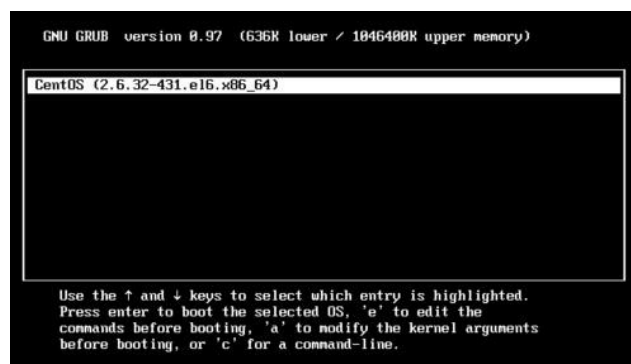 GNU GRUB version 0.97 (636K lower / 1046400K upper memory)
CentOS (2.6.32-431.el6.x86_64)
Use the ↑ and ↓ keys to select which entry is highlighted.
Press enter to boot the selected OS, 'e' to edit the
commands before booting, 'a' to modify the kernel arguments
before booting, or 'c' for a command-line.